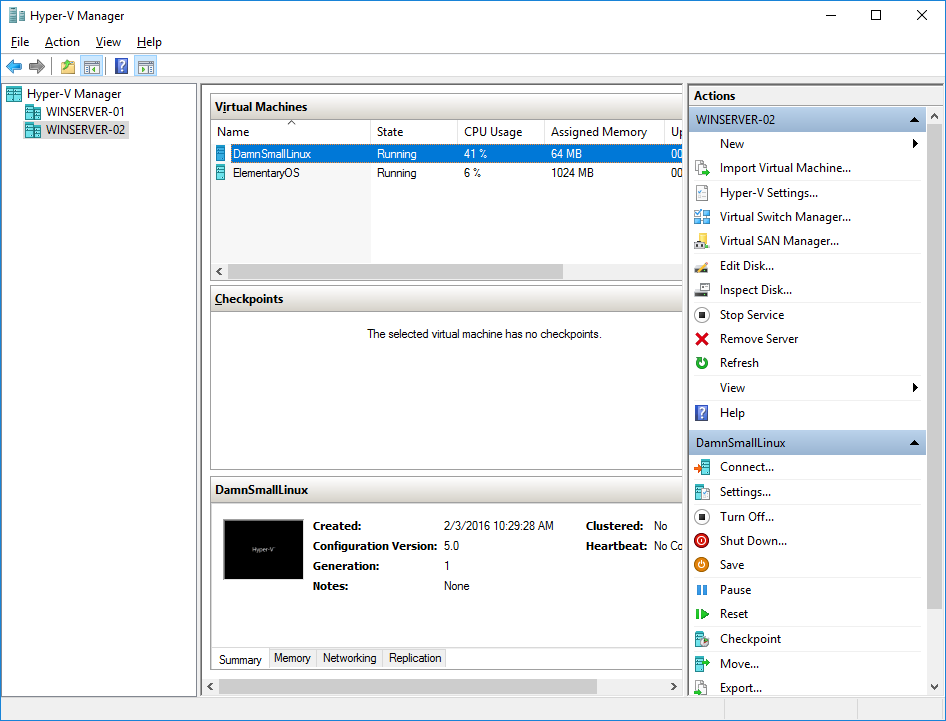 Hyper-V Manager
File Action View Help
Hyper-V Manager
WINSERVER-01
WINSERVER-02
Virtual Machines
Name State CPU Usage Assigned Memory Up
DamnSmallLinux Running 41 % 64 MB 00
ElementaryOS Running 6 % 1024 MB 00
Checkpoints
The selected virtual machine has no checkpoints.
DamnSmallLinux
Hyper-V
Created: 2/3/2016 10:29:28 AM Clustered: No
Configuration Version: 5.0 Heartbeat: No Co
Generation: 1
Notes: None
Summary Memory Networking Replication
Actions
WINSERVER-02
New
Import Virtual Machine...
Hyper-V Settings...
Virtual Switch Manager...
Virtual SAN Manager...
Edit Disk...
Inspect Disk...
Stop Service
Remove Server
Refresh
View
Help
DamnSmallLinux
Connect...
Settings...
Turn Off...
Shut Down...
Save
Pause
Reset
Checkpoint
Move...
Export...